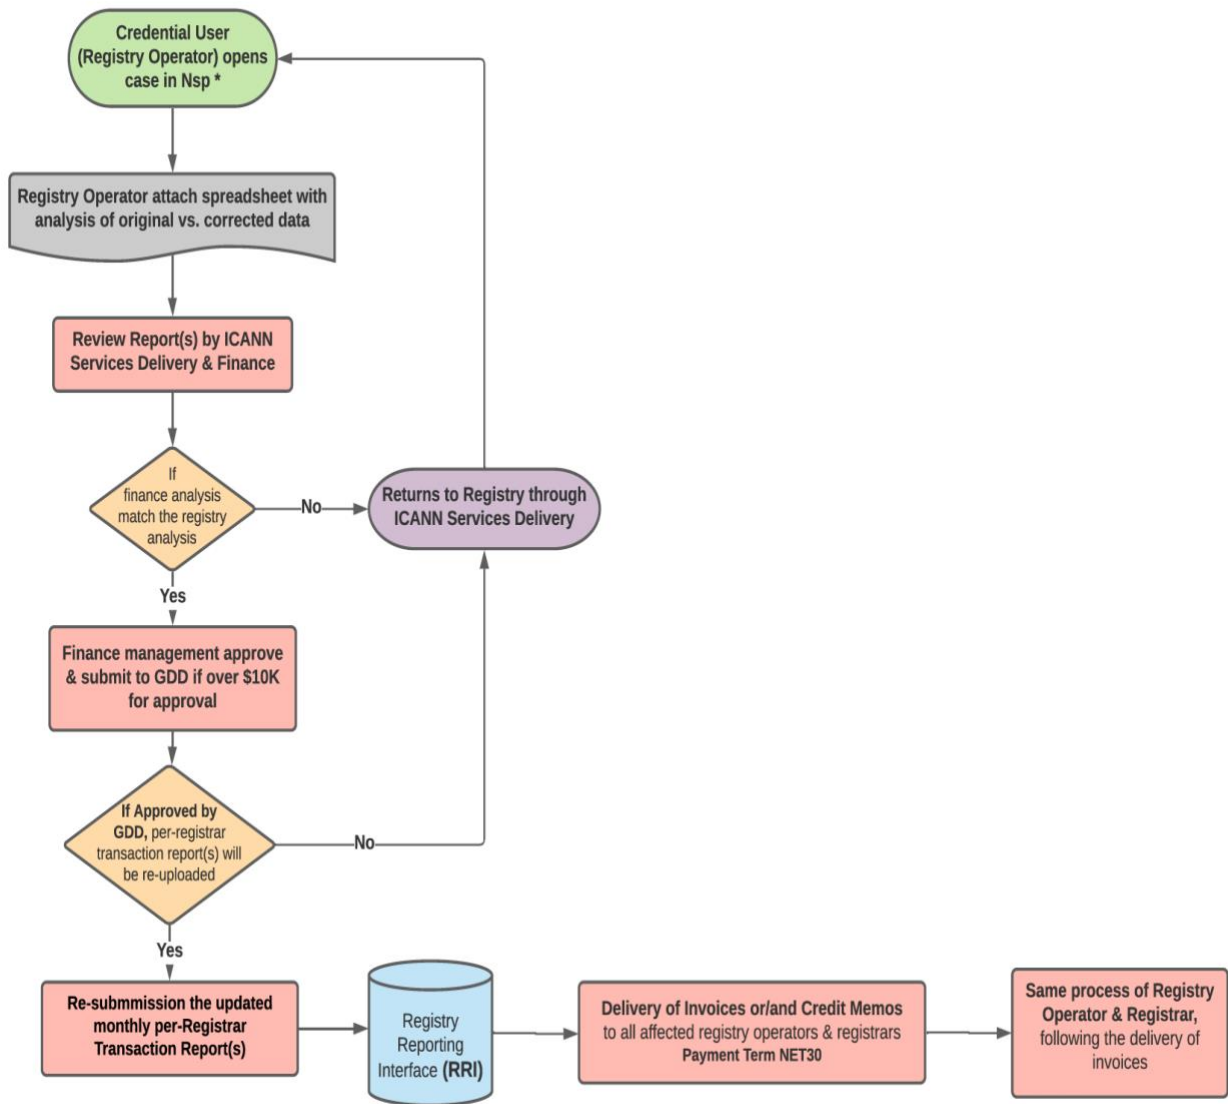 Credential User
(Registry Operator) opens
case in Nsp *
Registry Operator attach spreadsheet with
analysis of original vs. corrected data
Review Report(s) by ICANN
Services Delivery & Finance
If
finance analysis
match the registry
analysis
No
Returns to Registry through
ICANN Services Delivery
Yes
Finance management approve
& submit to GDD if over $10K
for approval
If Approved by
GDD, per-registrar
transaction report(s) will
be re-uploaded
No
Yes
Re-submmission the updated
monthly per-Registrar
Transaction Report(s)
Registry
Reporting
Interface (RRI)
Delivery of Invoices or/and Credit Memos
to all affected registry operators & registrars
Payment Term NET30
Same process of Registry
Operator & Registrar,
following the delivery of
invoices